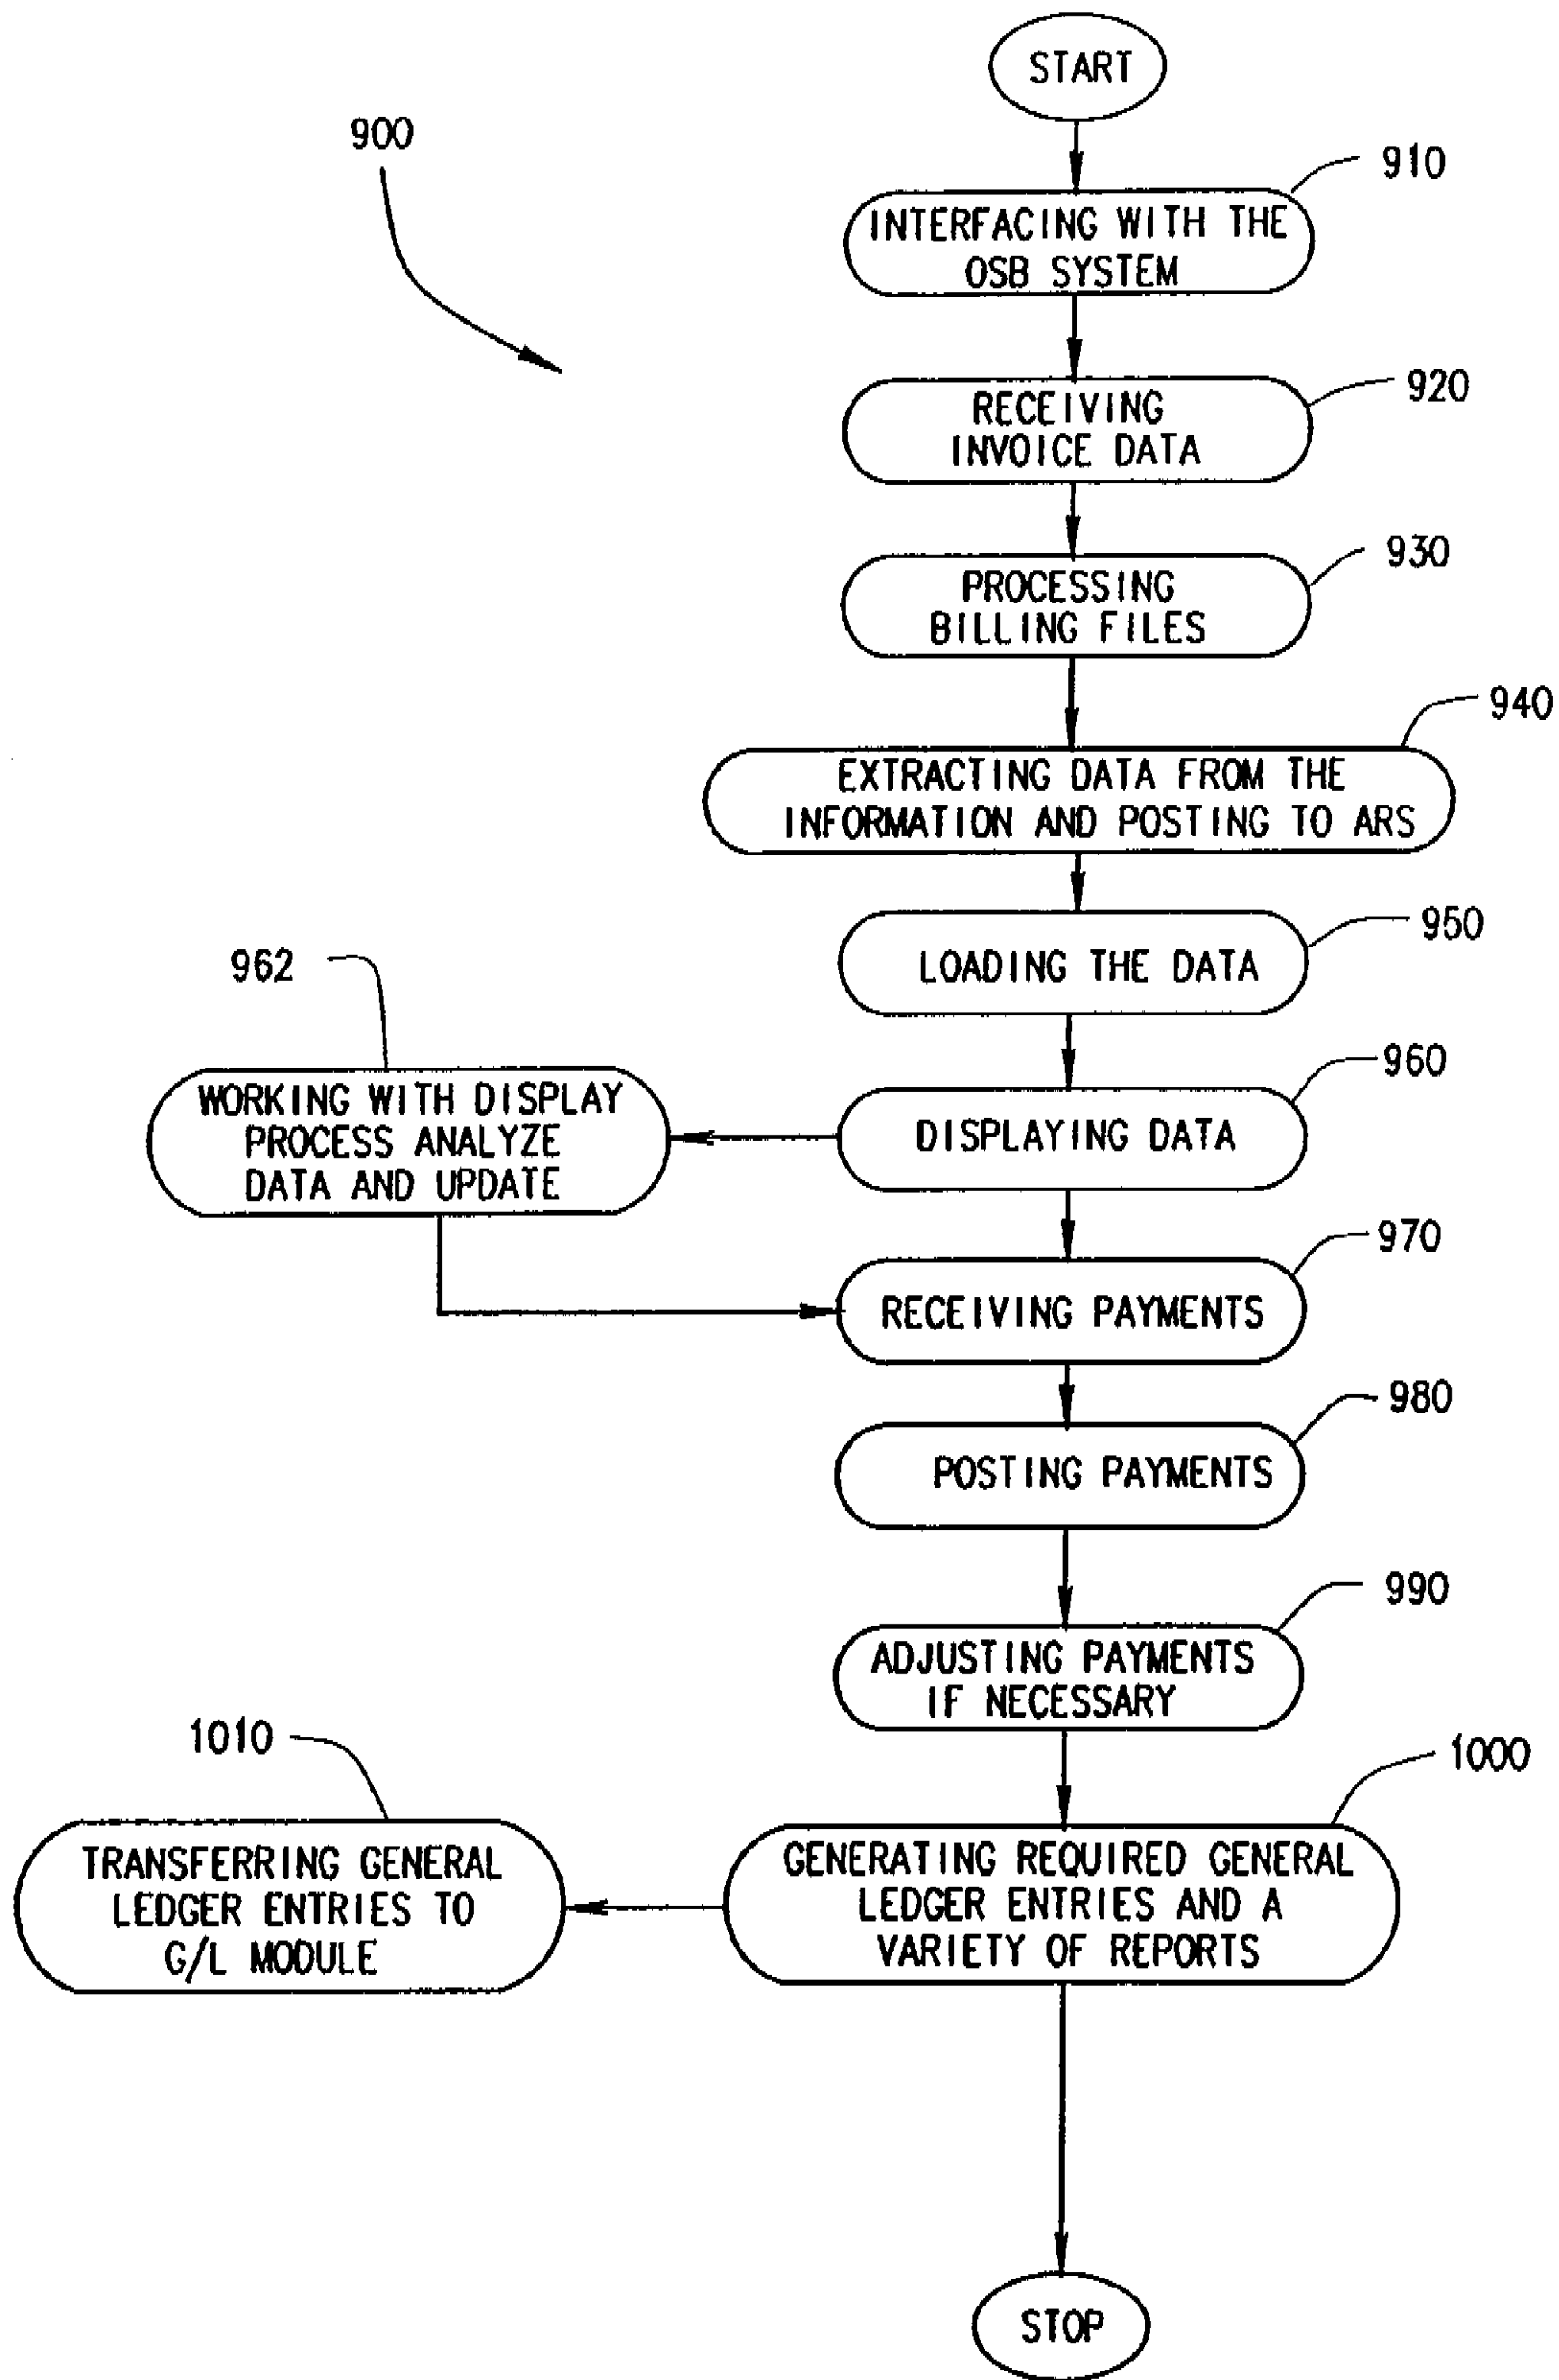 START
900
910
INTERFACING WITH THE
OSB SYSTEM
920
RECEIVING
INVOICE DATA
930
PROCESSING
BILLING FILES
940
EXTRACTING DATA FROM THE
INFORMATION AND POSTING TO ARS
950
LOADING THE DATA
962
960
WORKING WITH DISPLAY
PROCESS ANALYZE
DATA AND UPDATE
DISPLAYING DATA
970
RECEIVING PAYMENTS
980
POSTING PAYMENTS
990
ADJUSTING PAYMENTS
IF NECESSARY
1010
1000
TRANSFERRING GENERAL
LEDGER ENTRIES TO
G/L MODULE
GENERATING REQUIRED GENERAL
LEDGER ENTRIES AND A
VARIETY OF REPORTS
STOP